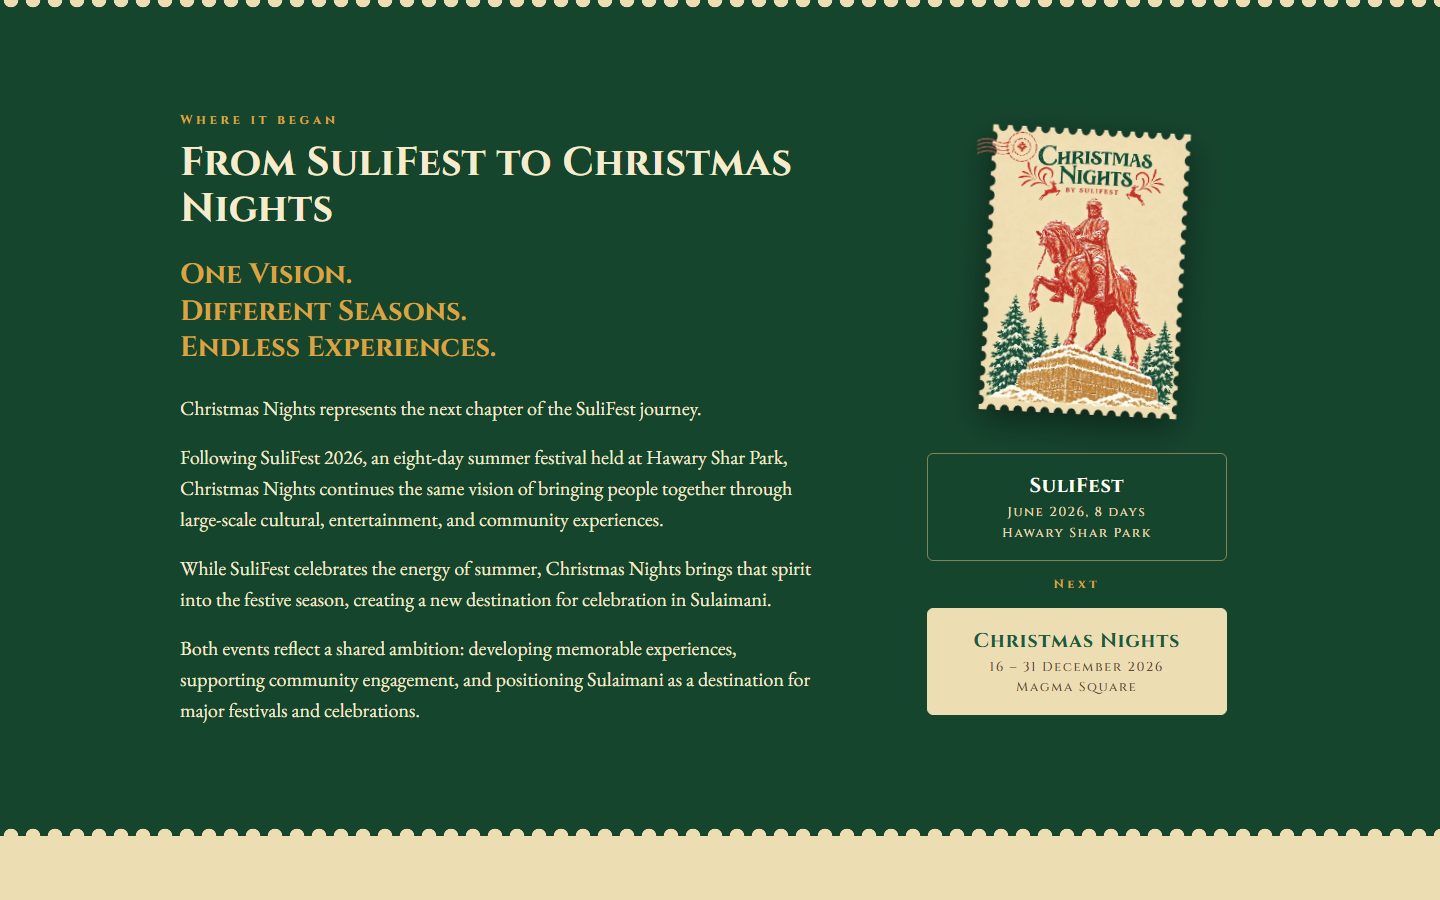 Where it began
From SuliFest to Christmas
Nights
One Vision.
Different Seasons.
Endless Experiences.
Christmas Nights represents the next chapter of the SuliFest journey.
Following SuliFest 2026, an eight-day summer festival held at Hawary Shar Park,
Christmas Nights continues the same vision of bringing people together through
large-scale cultural, entertainment, and community experiences.
While SuliFest celebrates the energy of summer, Christmas Nights brings that spirit
into the festive season, creating a new destination for celebration in Sulaimani.
Both events reflect a shared ambition: developing memorable experiences,
supporting community engagement, and positioning Sulaimani as a destination for
major festivals and celebrations.
Christmas
Nights
BY SULIFEST
SuliFest
June 2026, 8 days
Hawary Shar Park
Next
Christmas Nights
16 – 31 December 2026
Magma Square